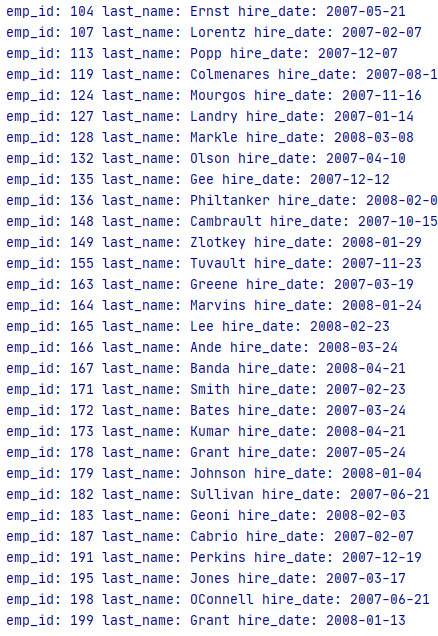 emp_id: 104 last_name: Ernst hire_date: 2007-05-21
emp_id: 107 last_name: Lorentz hire_date: 2007-02-07
emp_id: 113 last_name: Popp hire_date: 2007-12-07
emp_id: 119 last_name: Colmenares hire_date: 2007-08-1
emp_id: 124 last_name: Mourgos hire_date: 2007-11-16
emp_id: 127 last_name: Landry hire_date: 2007-01-14
emp_id: 128 last_name: Markle hire_date: 2008-03-08
emp_id: 132 last_name: Olson hire_date: 2007-04-10
emp_id: 135 last_name: Gee hire_date: 2007-12-12
emp_id: 136 last_name: Philtanker hire_date: 2008-02-0
emp_id: 148 last_name: Cambrault hire_date: 2007-10-15
emp_id: 149 last_name: Zlotkey hire_date: 2008-01-29
emp_id: 155 last_name: Tuvault hire_date: 2007-11-23
emp_id: 163 last_name: Greene hire_date: 2007-03-19
emp_id: 164 last_name: Marvins hire_date: 2008-01-24
emp_id: 165 last_name: Lee hire_date: 2008-02-23
emp_id: 166 last_name: Ande hire_date: 2008-03-24
emp_id: 167 last_name: Banda hire_date: 2008-04-21
emp_id: 171 last_name: Smith hire_date: 2007-02-23
emp_id: 172 last_name: Bates hire_date: 2007-03-24
emp_id: 173 last_name: Kumar hire_date: 2008-04-21
emp_id: 178 last_name: Grant hire_date: 2007-05-24
emp_id: 179 last_name: Johnson hire_date: 2008-01-04
emp_id: 182 last_name: Sullivan hire_date: 2007-06-21
emp_id: 183 last_name: Geoni hire_date: 2008-02-03
emp_id: 187 last_name: Cabrio hire_date: 2007-02-07
emp_id: 191 last_name: Perkins hire_date: 2007-12-19
emp_id: 195 last_name: Jones hire_date: 2007-03-17
emp_id: 198 last_name: OConnell hire_date: 2007-06-21
emp_id: 199 last_name: Grant hire_date: 2008-01-13